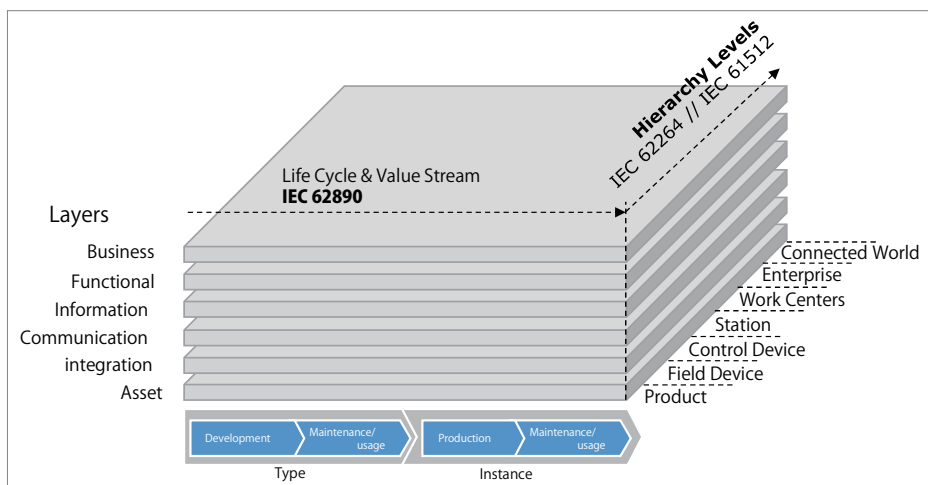 Hierarchy Levels
IEC 62264 // IEC 61512
Life Cycle & Value Stream
IEC 62890
Layers
Business
Functional
Information
Communication
integration
Asset
Connected World
Enterprise
Work Centers
Station
Control Device
Field Device
Product
Development
Maintenance/
usage
Production
Maintenance/
usage
Type
Instance